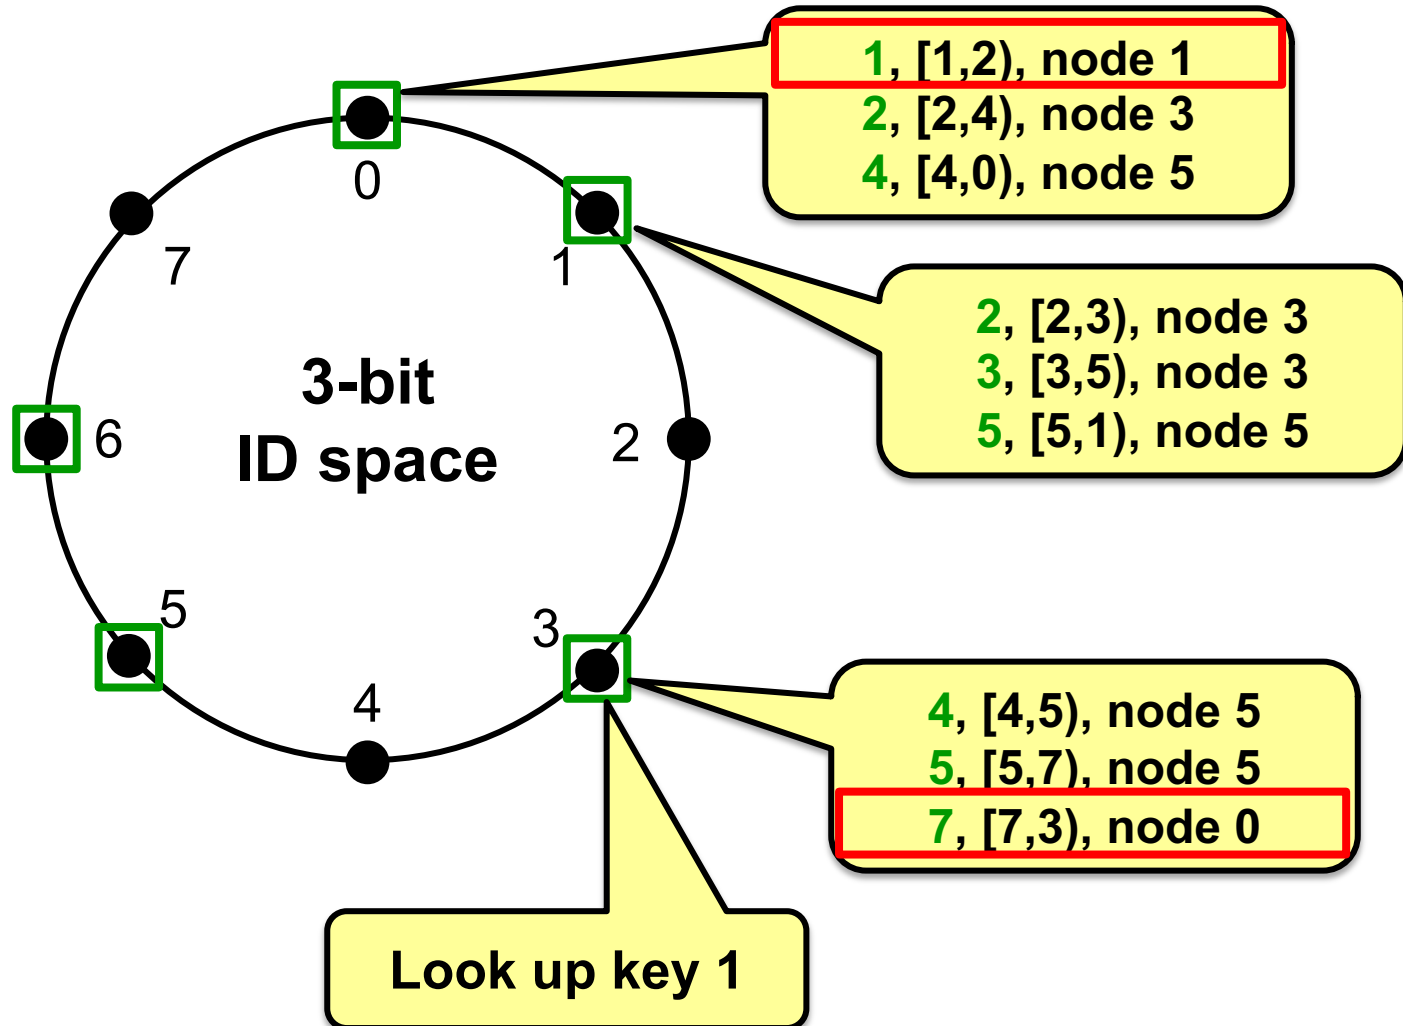 1, [1,2), node 1
2, [2,4), node 3
4, [4,0), node 5
0
7
1
2, [2,3), node 3
3, [3,5), node 3
5, [5,1), node 5
3-bit
ID space
6
2
5
3
4
4, [4,5), node 5
5, [5,7), node 5
7, [7,3), node 0
Look up key 1